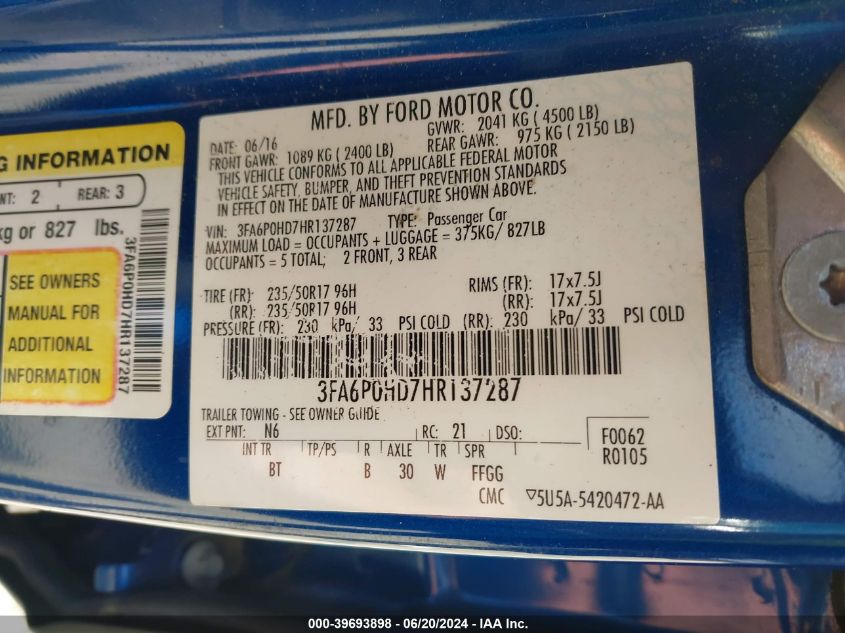 MFD. BY FORD MOTOR CO.
DATE: 06/16 GVWR: 2041 KG ( 4500 LB)
FRONT GAWR: 1089 KG ( 2400 LB) REAR GAWR: 975 KG ( 2150 LB)
THIS VEHICLE CONFORMS TO ALL APPLICABLE FEDERAL MOTOR
VEHICLE SAFETY, BUMPER, AND THEFT PREVENTION STANDARDS
IN EFFECT ON THE DATE OF MANUFACTURE SHOWN ABOVE.
VIN: 3FA6P0HD7HR137287 TYPE: Passenger Car
MAXIMUM LOAD = OCCUPANTS + LUGGAGE = 375KG/ 827LB
OCCUPANTS = 5 TOTAL; 2 FRONT, 3 REAR
TIRE (FR): 235/50R17 96H RIMS (FR): 17x7.5J
(RR): 235/50R17 96H (RR): 17x7.5J
PRESSURE (FR): 230 kPa/ 33 PSI COLD (RR): 230 kPa/ 33 PSI COLD
3FA6P0HD7HR137287
TRAILER TOWING - SEE OWNER GUIDE
EXT PNT: N6 RC: 21 DSO: F0062
R0105
INT TR TP/PS R AXLE TR SPR
BT B 30 W FFGG
CMC ▽5U5A-5420472-AA
G INFORMATION
NT: 2 REAR: 3
kg or 827 lbs.
SEE OWNERS
MANUAL FOR
ADDITIONAL
INFORMATION
3FA6P0HD7HR137287
000-39693898 - 06/20/2024 - IAA Inc.